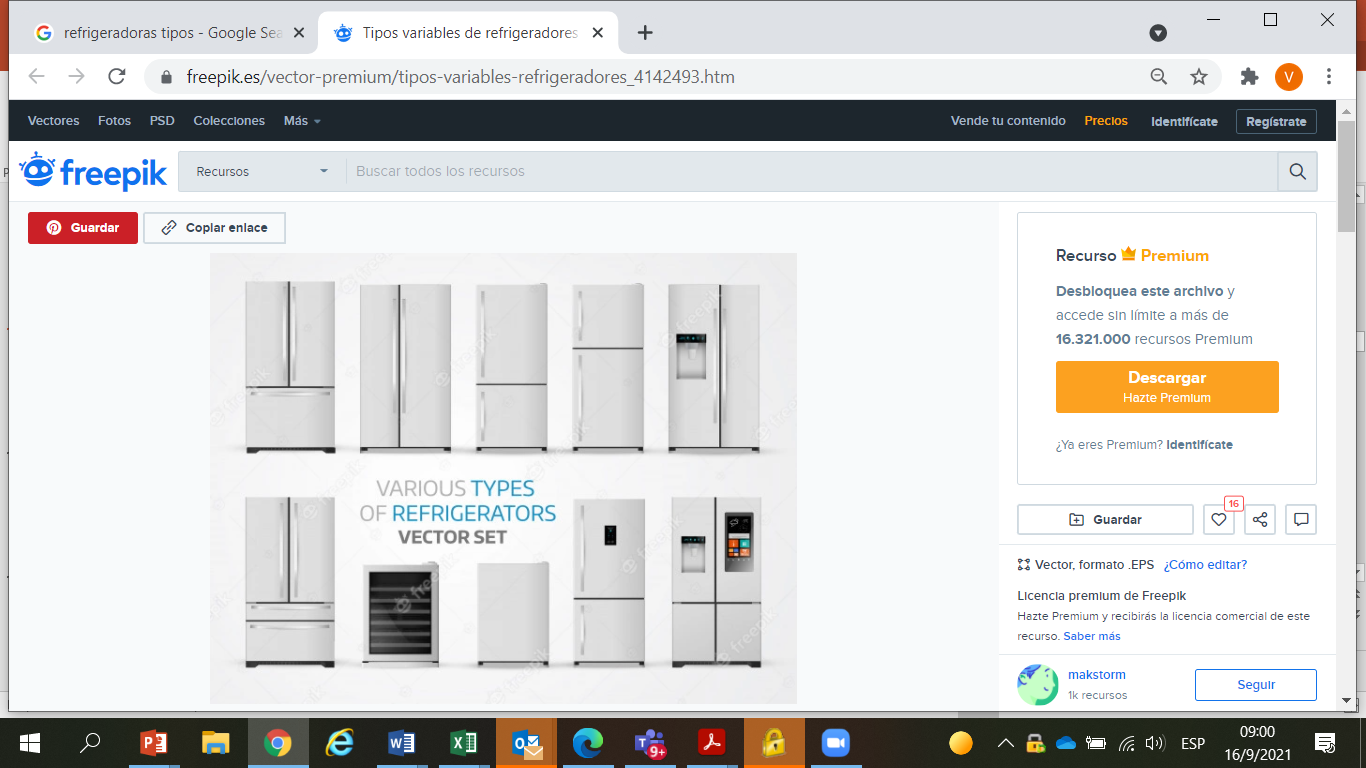 refrigeradoras tipos - Google Sea
Tipos variables de refrigeradores
freepik.es/vector-premium/tipos-variables-refrigeradores_4142493.htm
V
Vectores Fotos PSD Colecciones Más
Vende tu contenido Precios Identifícate Regístrate
freepik
Recursos
Buscar todos los recursos
Guardar
Copiar enlace
VARIOUS TYPES
OF REFRIGERATORS
VECTOR SET
Recurso Premium
Desbloquea este archivo y
accede sin límite a más de
16.321.000 recursos Premium
Descargar
Hazte Premium
¿Ya eres Premium? Identifícate
Guardar
16
Vector, formato .EPS ¿Cómo editar?
Licencia premium de Freepik
Hazte Premium y recibirás la licencia comercial de este
recurso. Saber más
makstorm
1k recursos
Seguir
9+
ESP
09:00
16/9/2021